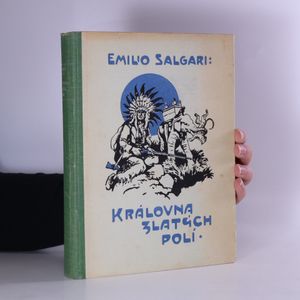 EMILIO SALGARI:
KRÁLOVNA
ZLATÝCH
POLÍ.